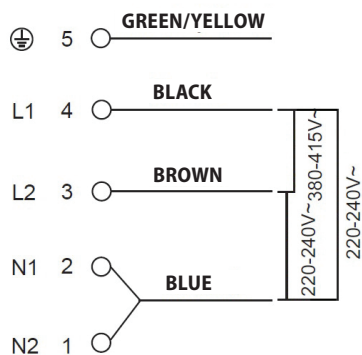 5 GREEN/YELLOW
L1 4 BLACK
L2 3 BROWN
N1 2
BLUE
N2 1
380-415V~
220-240V~
220-240V~